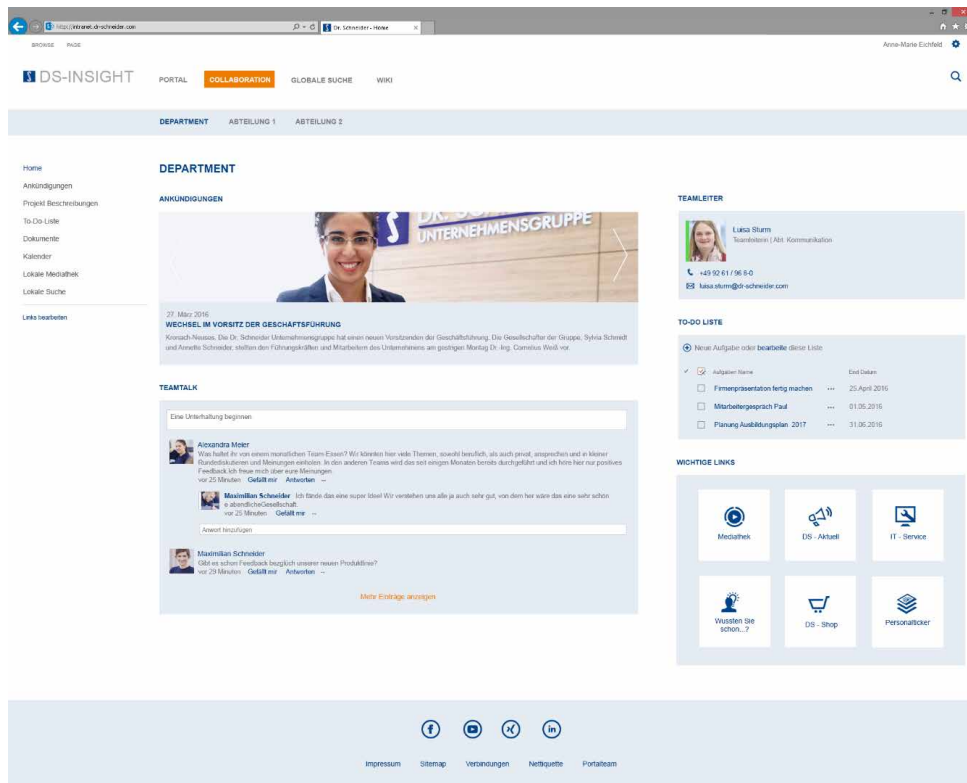 http://intranet.dr-schneider.com
Dr. Schneider - Home
BROWSE PAGE
Anne-Marie Eichfeld
DS-INSIGHT
PORTAL COLLABORATION GLOBALE SUCHE WIKI
DEPARTMENT ABTEILUNG 1 ABTEILUNG 2
Home
Ankündigungen
Projekt Beschreibungen
To-Do-Liste
Dokumente
Kalender
Lokale Mediathek
Lokale Suche
Links bearbeiten
DEPARTMENT
ANKÜNDIGUNGEN
UNTERNEHMENSGRUPPE
27. März 2016
WECHSEL IM VORSITZ DER GESCHÄFTSFÜHRUNG
Kronach-Neuses. Die Dr. Schneider Unternehmensgruppe hat einen neuen Vorsitzenden der Geschäftsführung. Die Gesellschafter der Gruppe, Sylvia Schmidt
und Annette Schneider, stellten den Führungskräften und Mitarbeitern des Unternehmens am gestrigen Montag Dr.-Ing. Cornelius Weiß vor.
TEAMTALK
Eine Unterhaltung beginnen
Alexandra Meier
Was haltet ihr von einem monatlichen Team-Essen? Wir könnten hier viele Themen, sowohl beruflich, als auch privat, ansprechen und in kleiner
Rundediskutieren und Meinungen einholen. In den anderen Teams wird das seit einigen Monaten bereits durchgeführt und ich höre hier nur positives
Feedback.Ich freue mich über eure Meinungen.
vor 25 Minuten Gefällt mir Antworten ...
Maximilian Schneider Ich fände das eine super Idee! Wir verstehen uns alle ja auch sehr gut, von dem her wäre das eine sehr schön
e abendlicheGesellschaft.
vor 25 Minuten Gefällt mir ...
Anwort hinzufügen
Maximilian Schneider
Gibt es schon Feedback bezglich unserer neuen Produktlinie?
vor 29 Minuten Gefällt mir Antworten ...
Mehr Einträge anzeigen
TEAMLEITER
Luisa Sturm
Teamleiterin | Abt. Kommunikation
+49 92 61 / 96 8-0
luisa.sturm@dr-schneider.com
TO-DO LISTE
Neue Aufgabe oder bearbeite diese Liste
Aufgaben Name End Datum
Firmenpräsentation fertig machen ... 25.April 2016
Mitarbeitergespräch Paul ... 01.05.2016
Planung Ausbildungsplan 2017 ... 31.06.2016
WICHTIGE LINKS
Mediathek
DS - Aktuell
IT - Service
Wussten Sie
schon...?
DS - Shop
Personalticker
Impressum Sitemap Verbindungen Nettiquette Portalteam